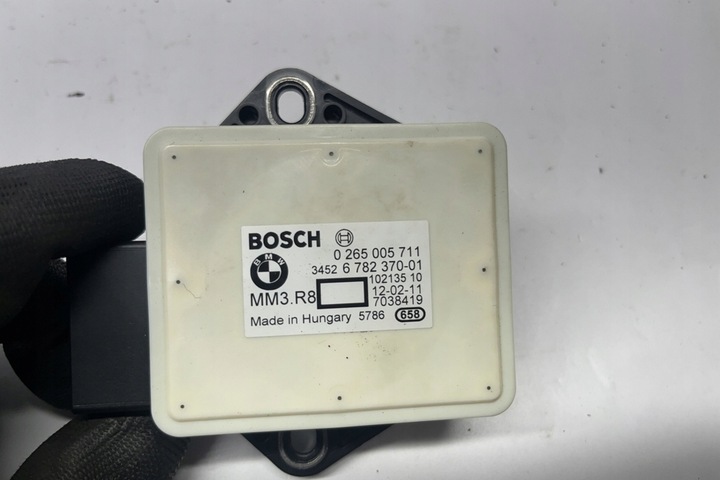 BOSCH
0 265 005 711
BMW
3452 6 782 370-01
102135 10
MM3.R8
12-02-11
7038419
Made in Hungary 5786 658